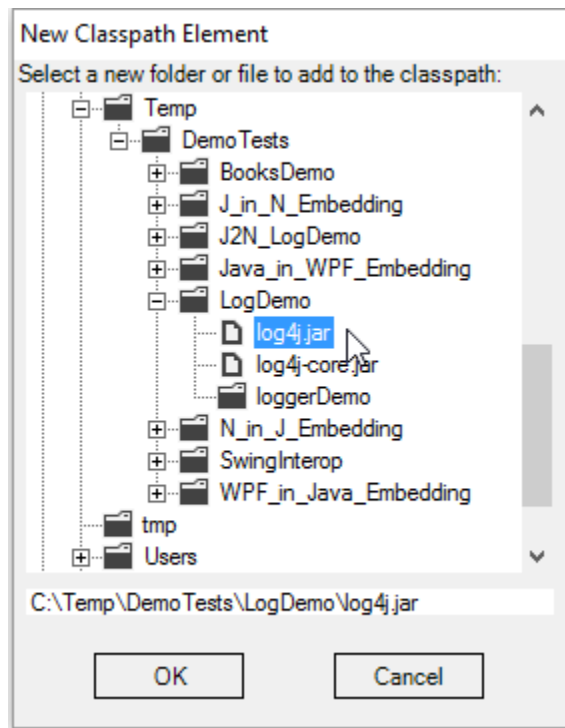 New Classpath Element
Select a new folder or file to add to the classpath:
Temp
DemoTests
BooksDemo
J_in_N_Embedding
J2N_LogDemo
Java_in_WPF_Embedding
LogDemo
log4j.jar
log4j-core.jar
loggerDemo
N_in_J_Embedding
SwingInterop
WPF_in_Java_Embedding
tmp
Users
C:\Temp\DemoTests\LogDemo\log4j.jar
OK Cancel